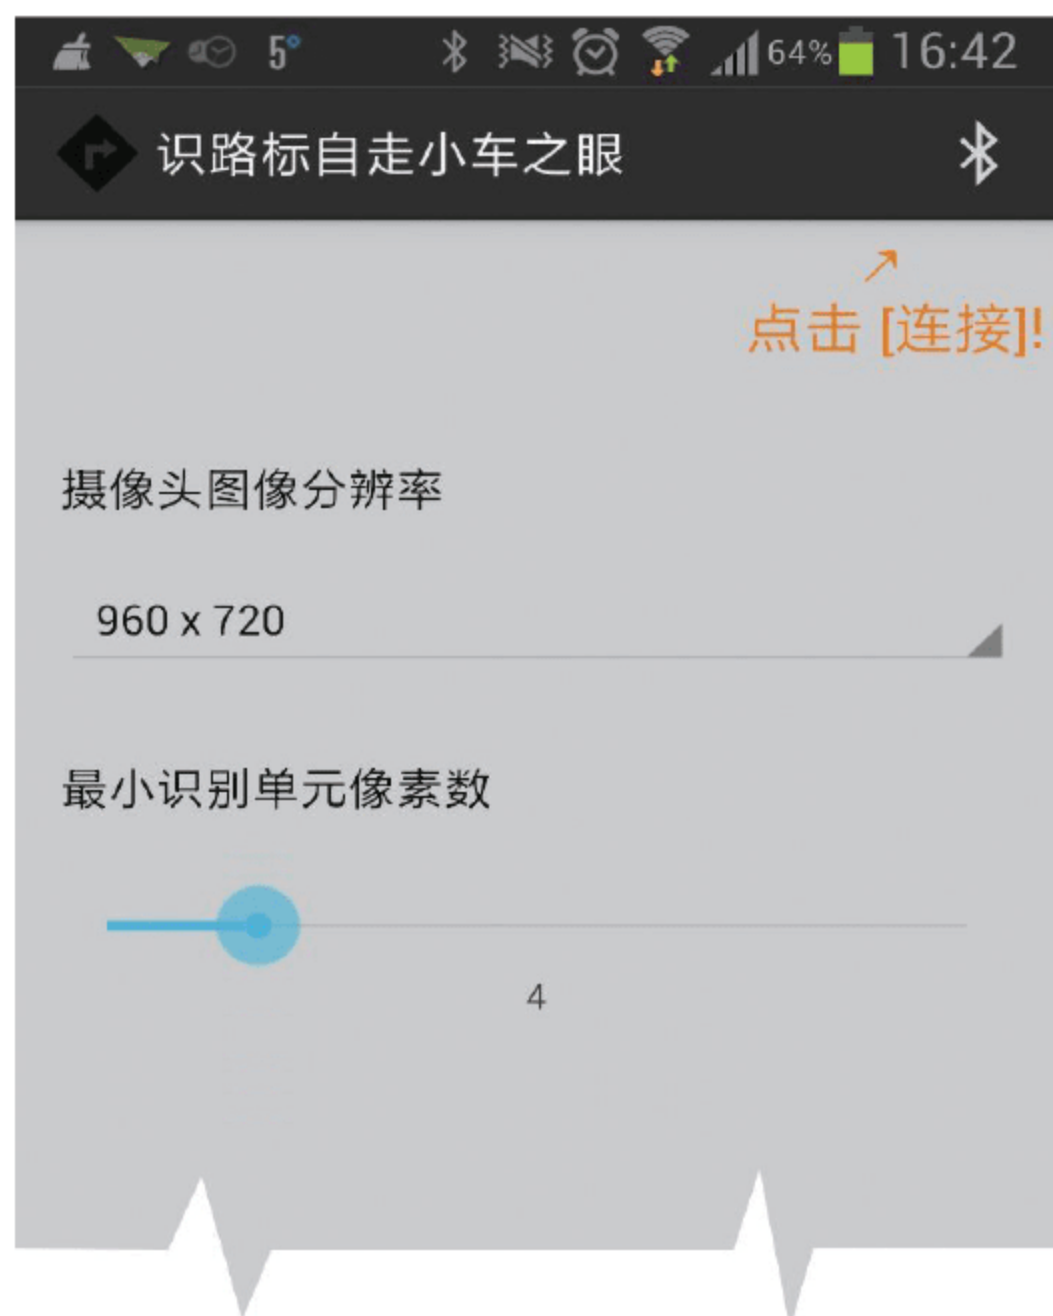 5° 64% 16:42
识路标自走小车之眼
点击 [连接]!
摄像头图像分辨率
960 x 720
最小识别单元像素数
4